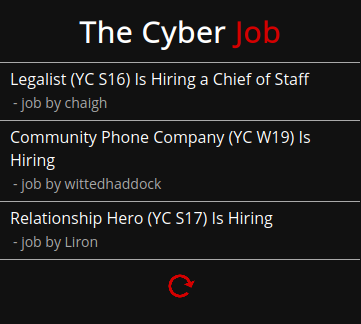 The Cyber Job
Legalist (YC S16) Is Hiring a Chief of Staff
- job by chaigh
Community Phone Company (YC W19) Is
Hiring
- job by wittedhaddock
Relationship Hero (YC S17) Is Hiring
- job by Liron